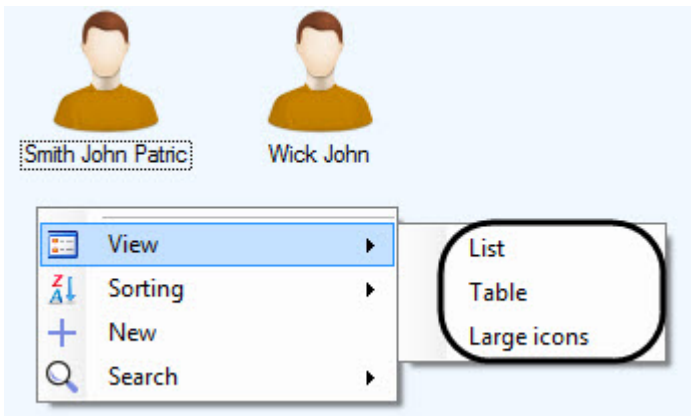 Smith John Patric
Wick John
View
List
Sorting
Table
New
Large icons
Search